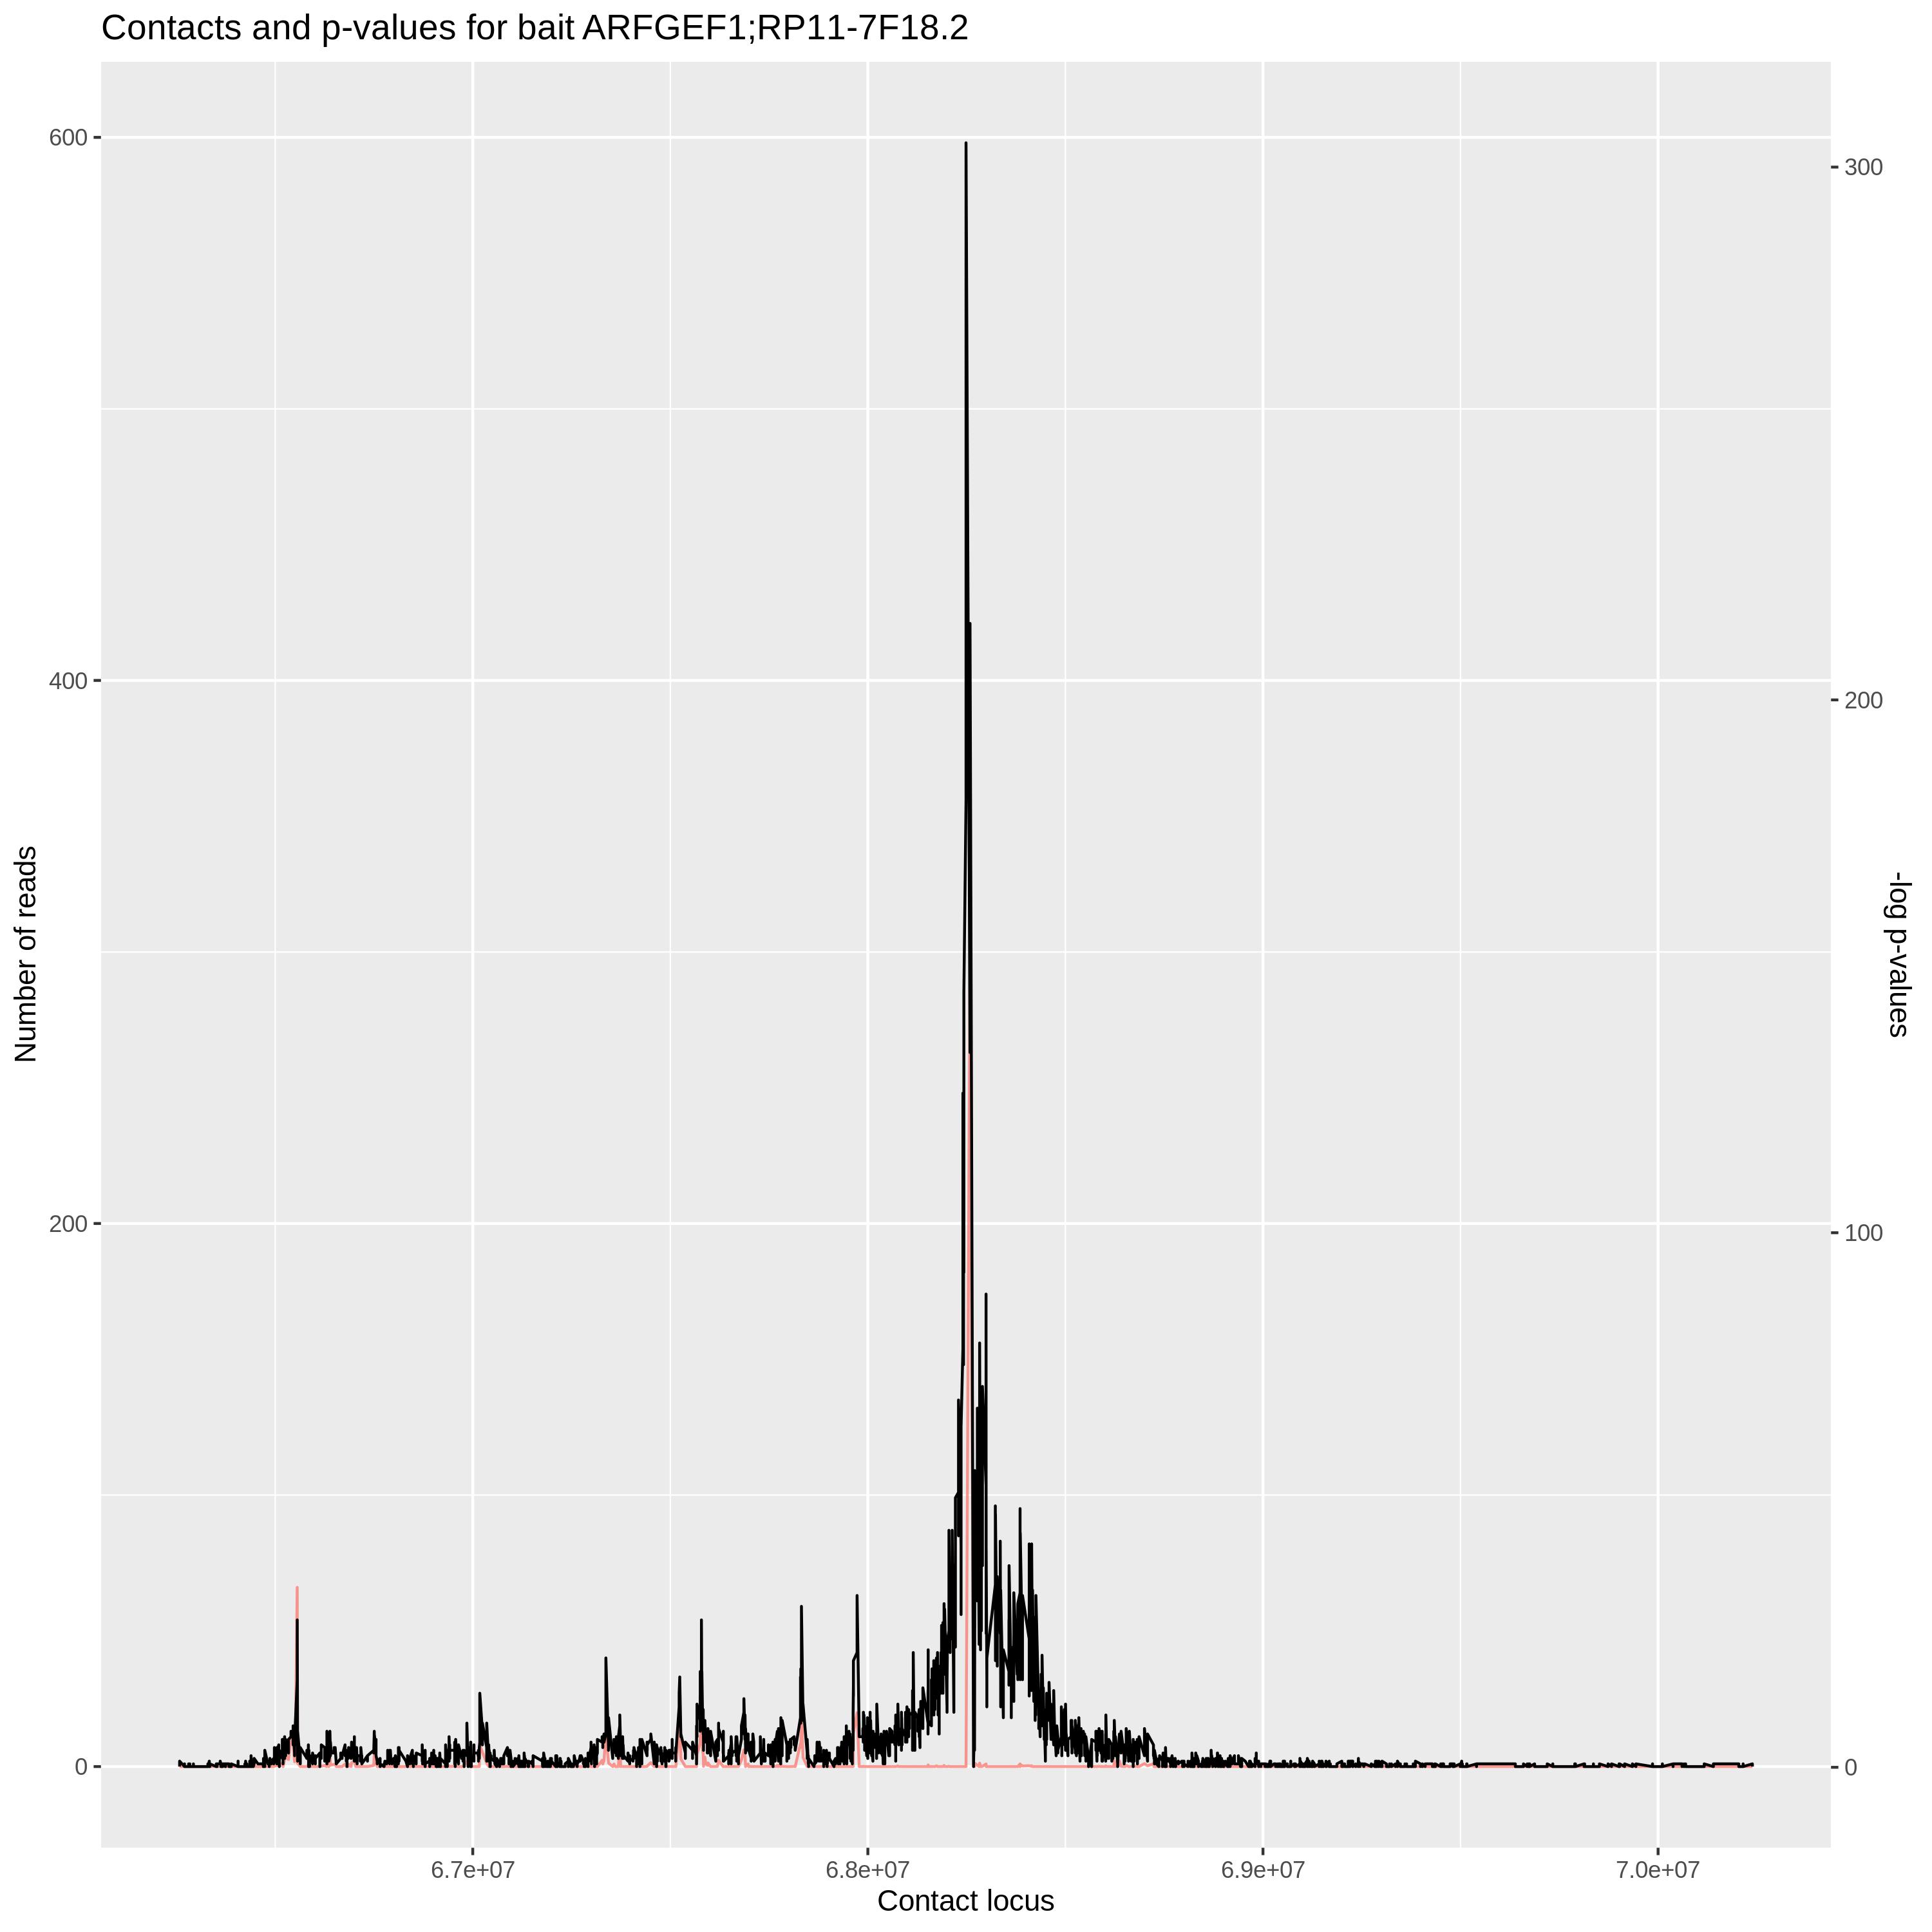 Contacts and p-values for bait ARFGEF1;RP11-7F18.2
600
400
200
0
Number of reads
300
200
100
0
-log p-values
6.7e+07 6.8e+07 6.9e+07 7.0e+07
Contact locus